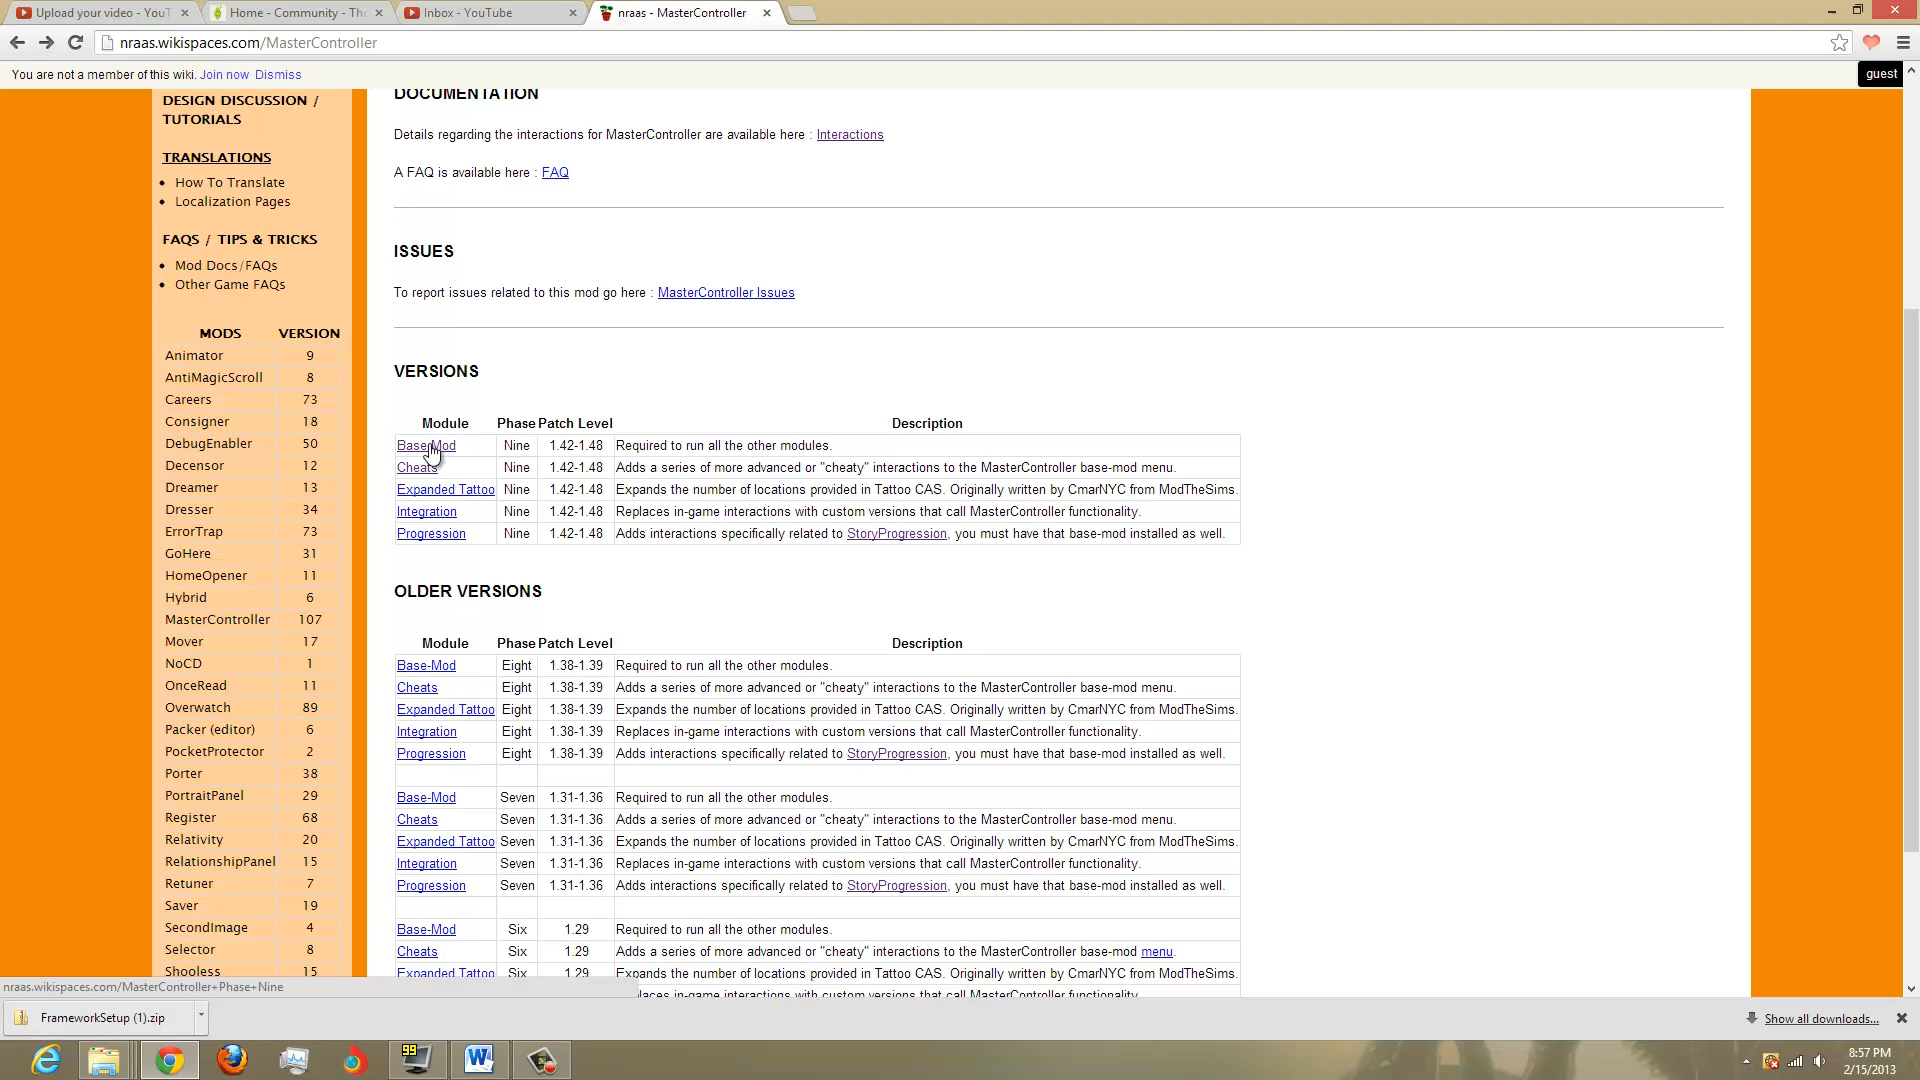 Upload your video - YouT
Home - Community - The
Inbox - YouTube
nraas - MasterController
nraas.wikispaces.com/MasterController
You are not a member of this wiki. Join now Dismiss
guest
DESIGN DISCUSSION /
TUTORIALS
TRANSLATIONS
How To Translate
Localization Pages
FAQS / TIPS & TRICKS
Mod Docs/FAQs
Other Game FAQs
MODS VERSION
Animator 9
AntiMagicScroll 8
Careers 73
Consigner 18
DebugEnabler 50
Decensor 12
Dreamer 13
Dresser 34
ErrorTrap 73
GoHere 31
HomeOpener 11
Hybrid 6
MasterController 107
Mover 17
NoCD 1
OnceRead 11
Overwatch 89
Packer (editor) 6
PocketProtector 2
Porter 38
PortraitPanel 29
Register 68
Relativity 20
RelationshipPanel 15
Retuner 7
Saver 19
SecondImage 4
Selector 8
Shooless 15
DOCUMENTATION
Details regarding the interactions for MasterController are available here : Interactions
A FAQ is available here : FAQ
ISSUES
To report issues related to this mod go here : MasterController Issues
VERSIONS
Module Phase Patch Level Description
Base-Mod Nine 1.42-1.48 Required to run all the other modules.
Cheats Nine 1.42-1.48 Adds a series of more advanced or "cheaty" interactions to the MasterController base-mod menu.
Expanded Tattoo Nine 1.42-1.48 Expands the number of locations provided in Tattoo CAS. Originally written by CmarNYC from ModTheSims.
Integration Nine 1.42-1.48 Replaces in-game interactions with custom versions that call MasterController functionality.
Progression Nine 1.42-1.48 Adds interactions specifically related to StoryProgression, you must have that base-mod installed as well.
OLDER VERSIONS
Module Phase Patch Level Description
Base-Mod Eight 1.38-1.39 Required to run all the other modules.
Cheats Eight 1.38-1.39 Adds a series of more advanced or "cheaty" interactions to the MasterController base-mod menu.
Expanded Tattoo Eight 1.38-1.39 Expands the number of locations provided in Tattoo CAS. Originally written by CmarNYC from ModTheSims.
Integration Eight 1.38-1.39 Replaces in-game interactions with custom versions that call MasterController functionality.
Progression Eight 1.38-1.39 Adds interactions specifically related to StoryProgression, you must have that base-mod installed as well.
Base-Mod Seven 1.31-1.36 Required to run all the other modules.
Cheats Seven 1.31-1.36 Adds a series of more advanced or "cheaty" interactions to the MasterController base-mod menu.
Expanded Tattoo Seven 1.31-1.36 Expands the number of locations provided in Tattoo CAS. Originally written by CmarNYC from ModTheSims.
Integration Seven 1.31-1.36 Replaces in-game interactions with custom versions that call MasterController functionality.
Progression Seven 1.31-1.36 Adds interactions specifically related to StoryProgression, you must have that base-mod installed as well.
Base-Mod Six 1.29 Required to run all the other modules.
Cheats Six 1.29 Adds a series of more advanced or "cheaty" interactions to the MasterController base-mod menu.
Expanded Tattoo Six 1.29 Expands the number of locations provided in Tattoo CAS. Originally written by CmarNYC from ModTheSims.
laces in-game interactions with custom versions that call MasterController functionality.
nraas.wikispaces.com/MasterController+Phase+Nine
FrameworkSetup (1).zip
Show all downloads...
99
8:57 PM
2/15/2013